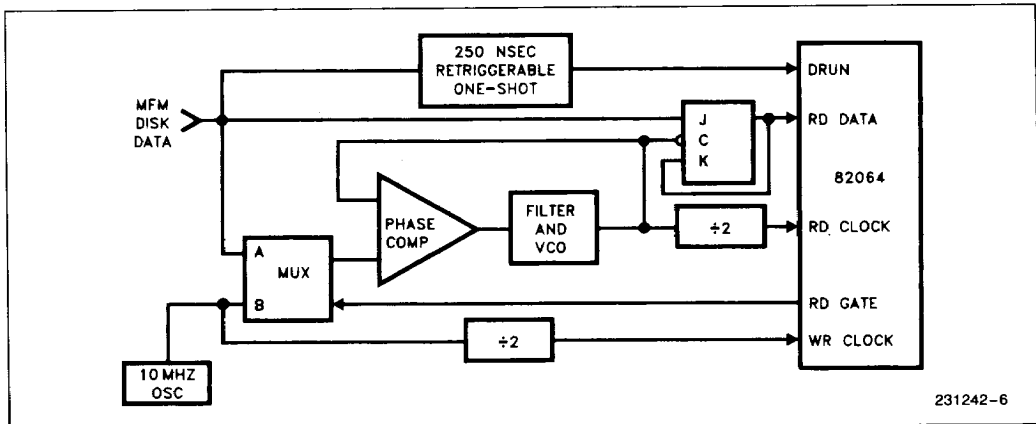 250 NSEC
RETRIGGERABLE
ONE-SHOT
DRUN
MFM
DISK
DATA
J
C
K
RD DATA
82064
PHASE
COMP
FILTER
AND
VCO
÷2
RD CLOCK
A
MUX
B
RD GATE
÷2
WR CLOCK
10 MHZ
OSC
231242-6